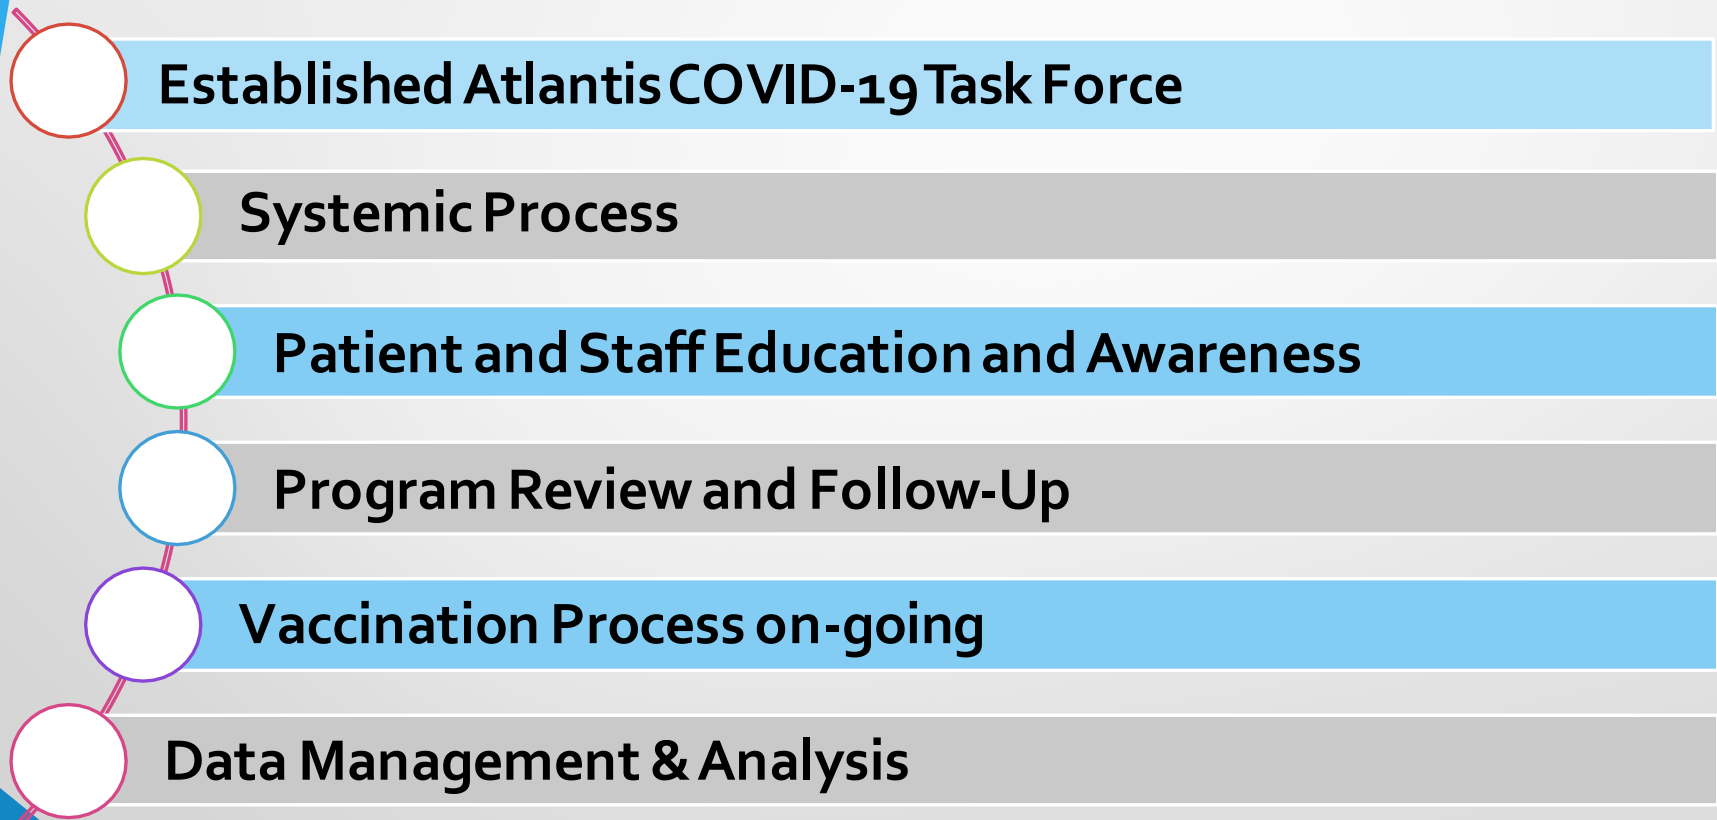 Established Atlantis COVID-19 Task Force
Systemic Process
Patient and Staff Education and Awareness
Program Review and Follow-Up
Vaccination Process on-going
Data Management & Analysis